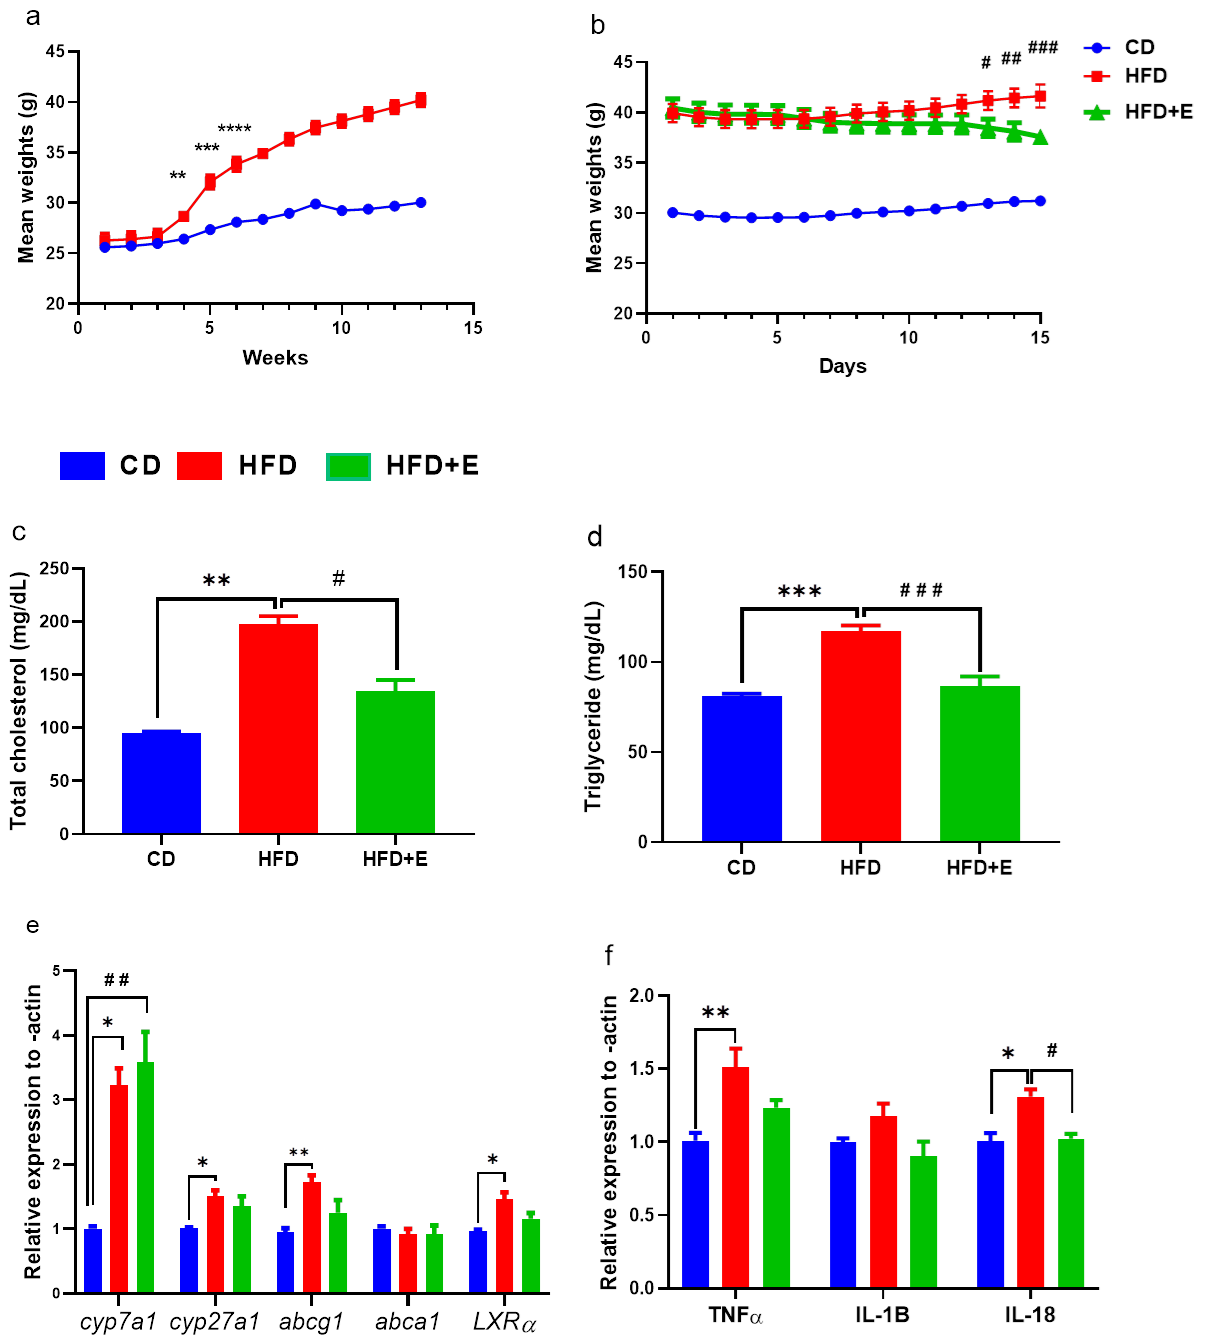 a
45
40
35
30
25
20
0
5
10
15
Mean weights (g)
Weeks
**
***
****
b
45
40
35
30
25
20
0
5
10
15
Mean weights (g)
Days
#
##
###
CD
HFD
HFD+E
CD
HFD
HFD+E
c
250
200
150
100
50
0
Total cholesterol (mg/dL)
**
#
CD
HFD
HFD+E
d
150
100
50
0
Triglyceride (mg/dL)
***
# # #
CD
HFD
HFD+E
e
5
4
3
2
1
0
Relative expression to -actin
# #
*
*
**
*
cyp7a1
cyp27a1
abcg1
abca1
LXRα
f
2.0
1.5
1.0
0.5
0.0
Relative expression to -actin
**
*
#
TNFα
IL-1B
IL-18